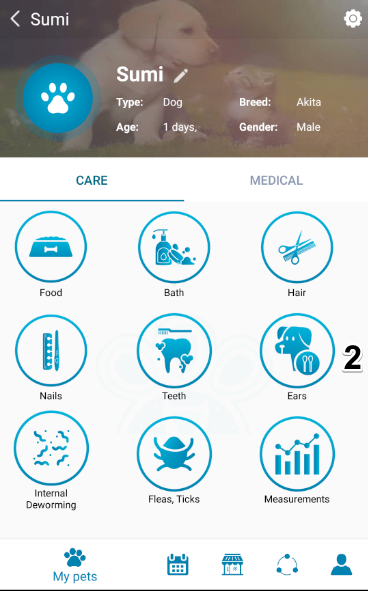 Sumi
Sumi
Type: Dog Breed: Akita
Age: 1 days, Gender: Male
CARE MEDICAL
Food Bath Hair
2
Nails Teeth Ears
Internal
Deworming Fleas, Ticks Measurements
My pets